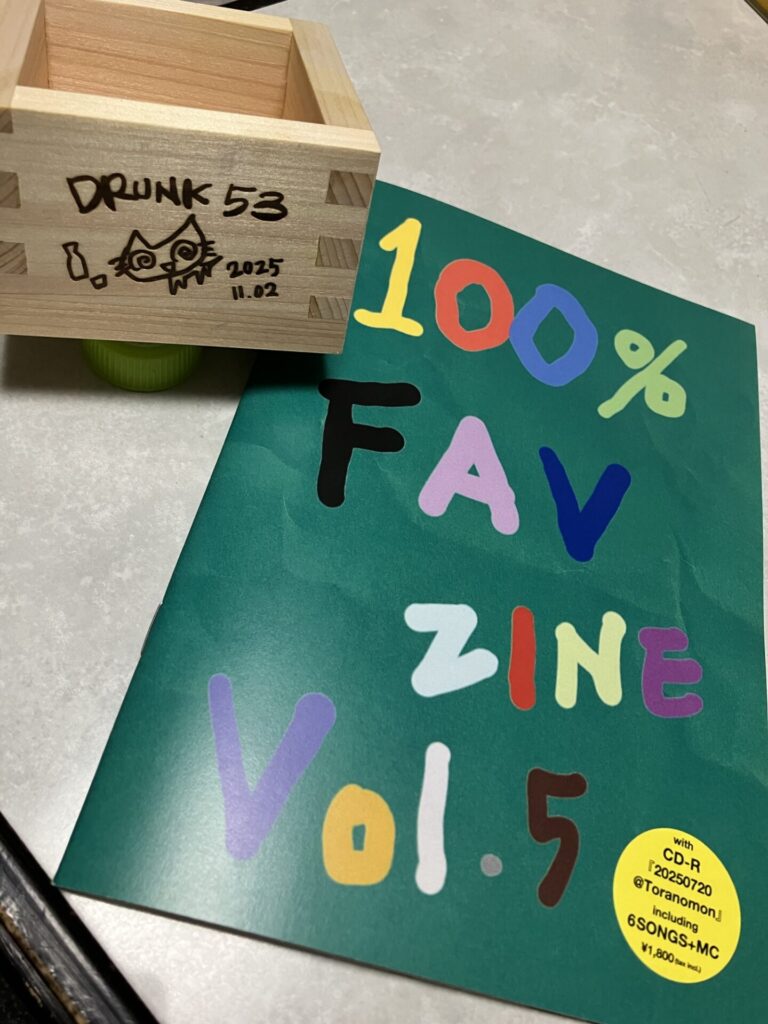 DRUNK 53
2025
11.02
100%
FAV
ZINE
Vol.5
with
CD-R
『20250720
@Toranomon』
including
6SONGS+MC
¥1,800(tax incl.)